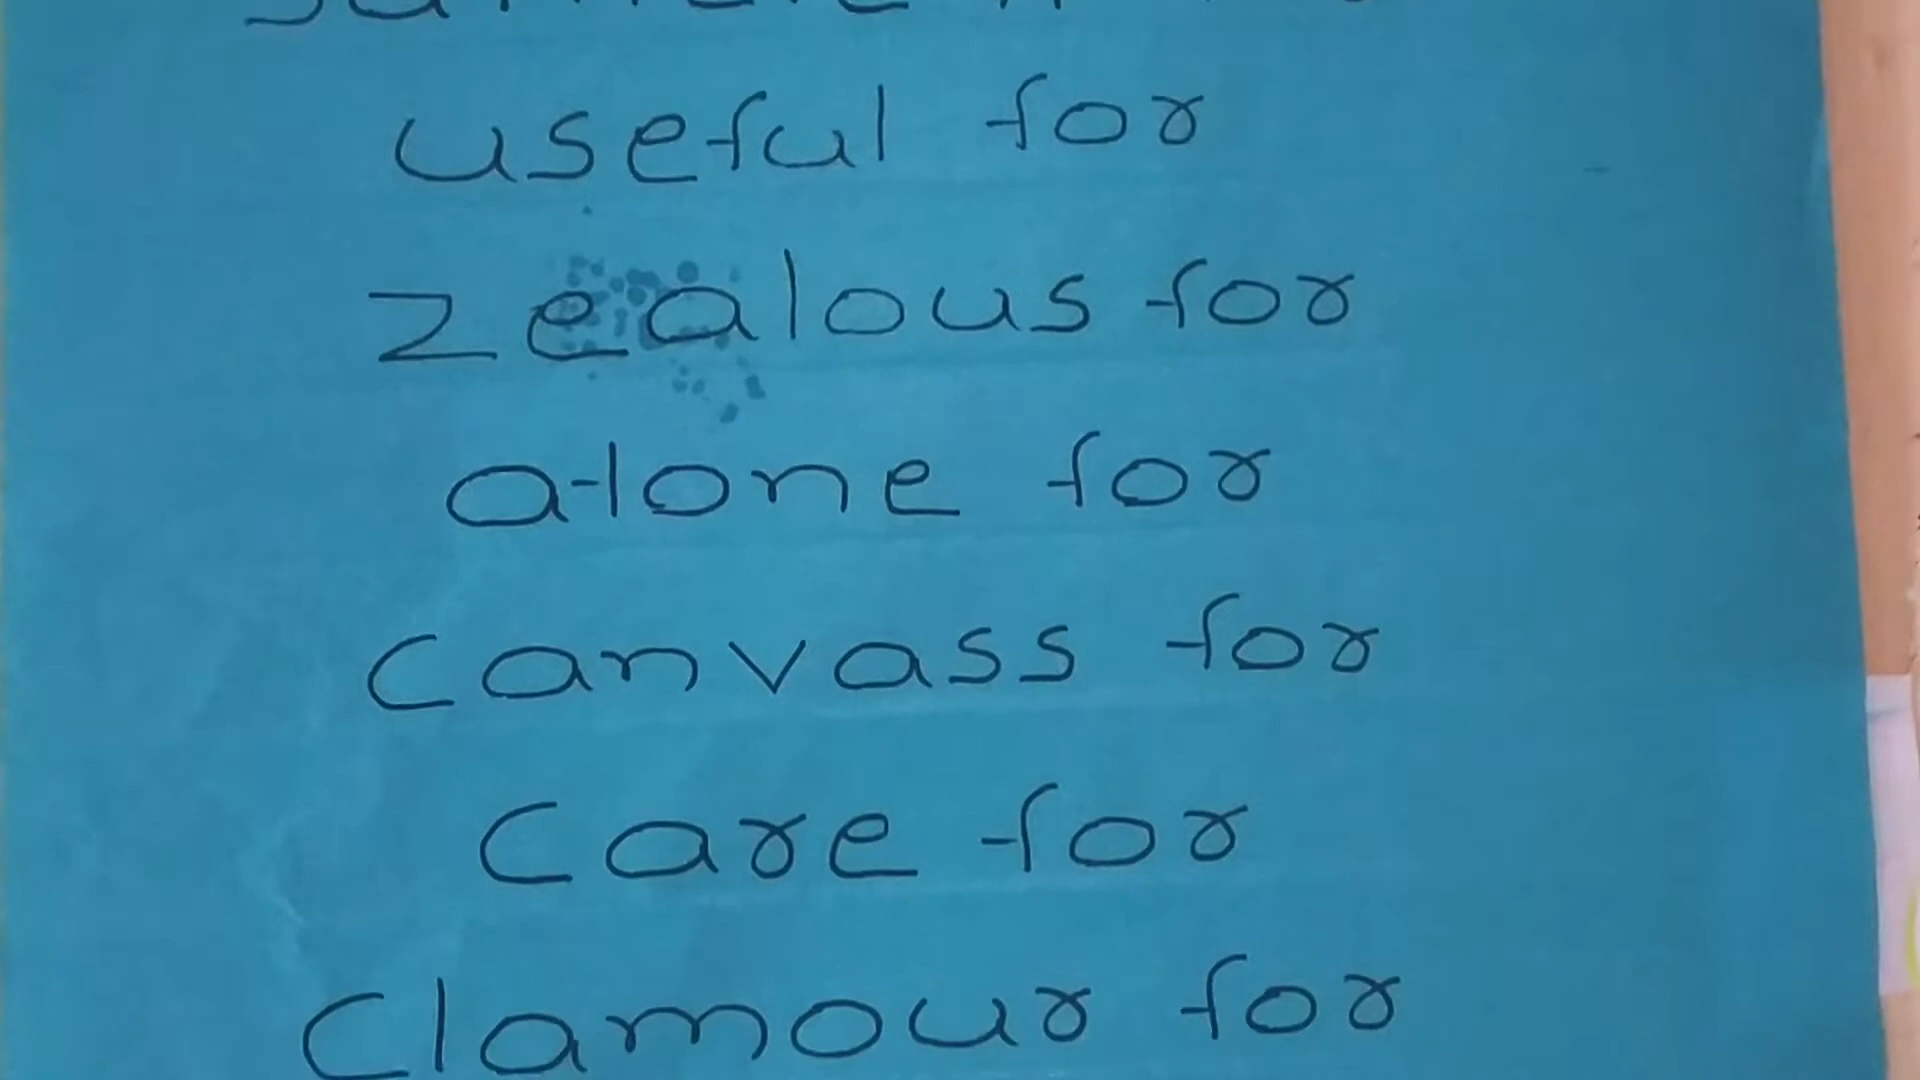 useful for
zealous for
alone for
canvass for
care for
clamour for